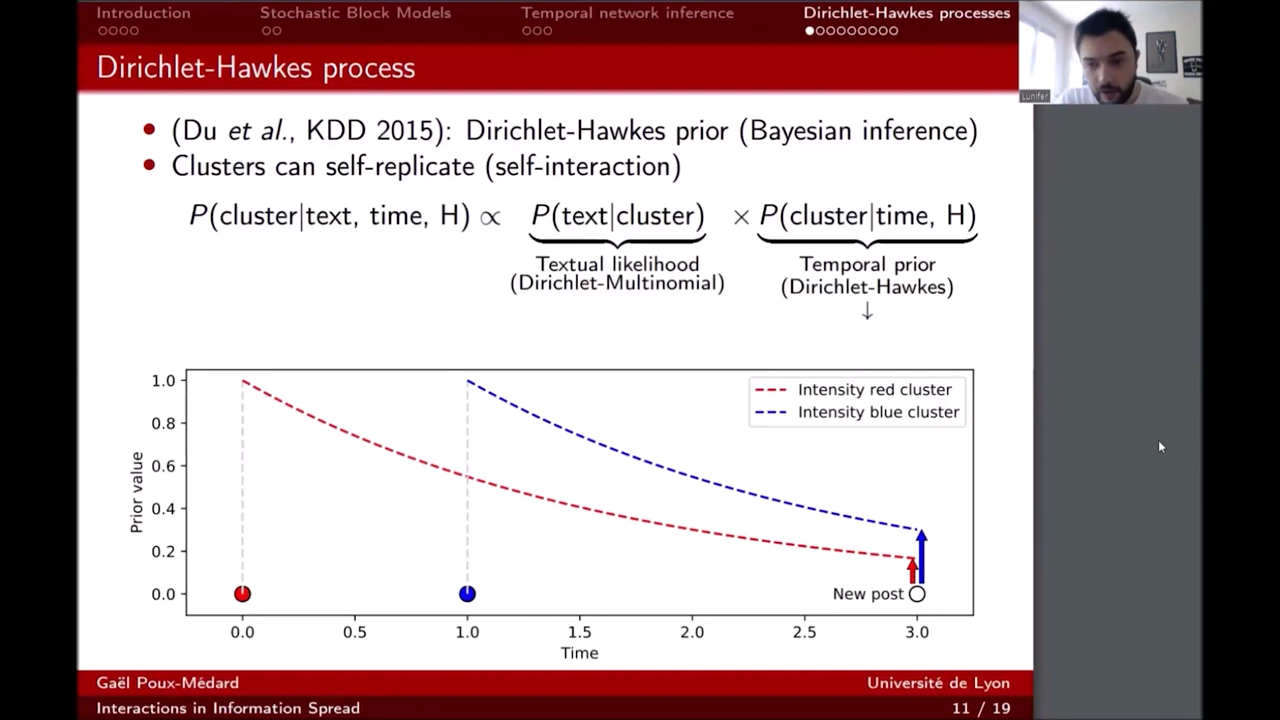 Introduction
Stochastic Block Models
Temporal network inference
Dirichlet-Hawkes processes
Dirichlet-Hawkes process
Lunifer
(Du et al., KDD 2015): Dirichlet-Hawkes prior (Bayesian inference)
Clusters can self-replicate (self-interaction)
P(cluster|text, time, H) ∝ P(text|cluster) × P(cluster|time, H)
Textual likelihood
(Dirichlet-Multinomial)
Temporal prior
(Dirichlet-Hawkes)
↓
Intensity red cluster
Intensity blue cluster
Prior value
1.0
0.8
0.6
0.4
0.2
0.0
New post
0.0 0.5 1.0 1.5 2.0 2.5 3.0
Time
Gaël Poux-Médard
Université de Lyon
Interactions in Information Spread
11 / 19